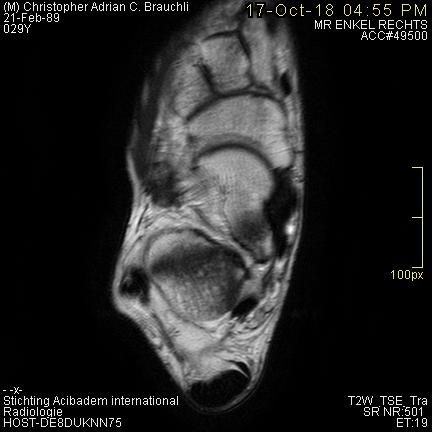 (M) Christopher Adrian C. Brauchli
21-Feb-89
029Y
17-Oct-18 04:55 PM
MR ENKEL RECHTS
ACC#49500
100px
--x-
Stichting Acibadem international
Radiologie
HOST-DE8DUKNN75
T2W_TSE_Tra
SR NR:501
ET:19